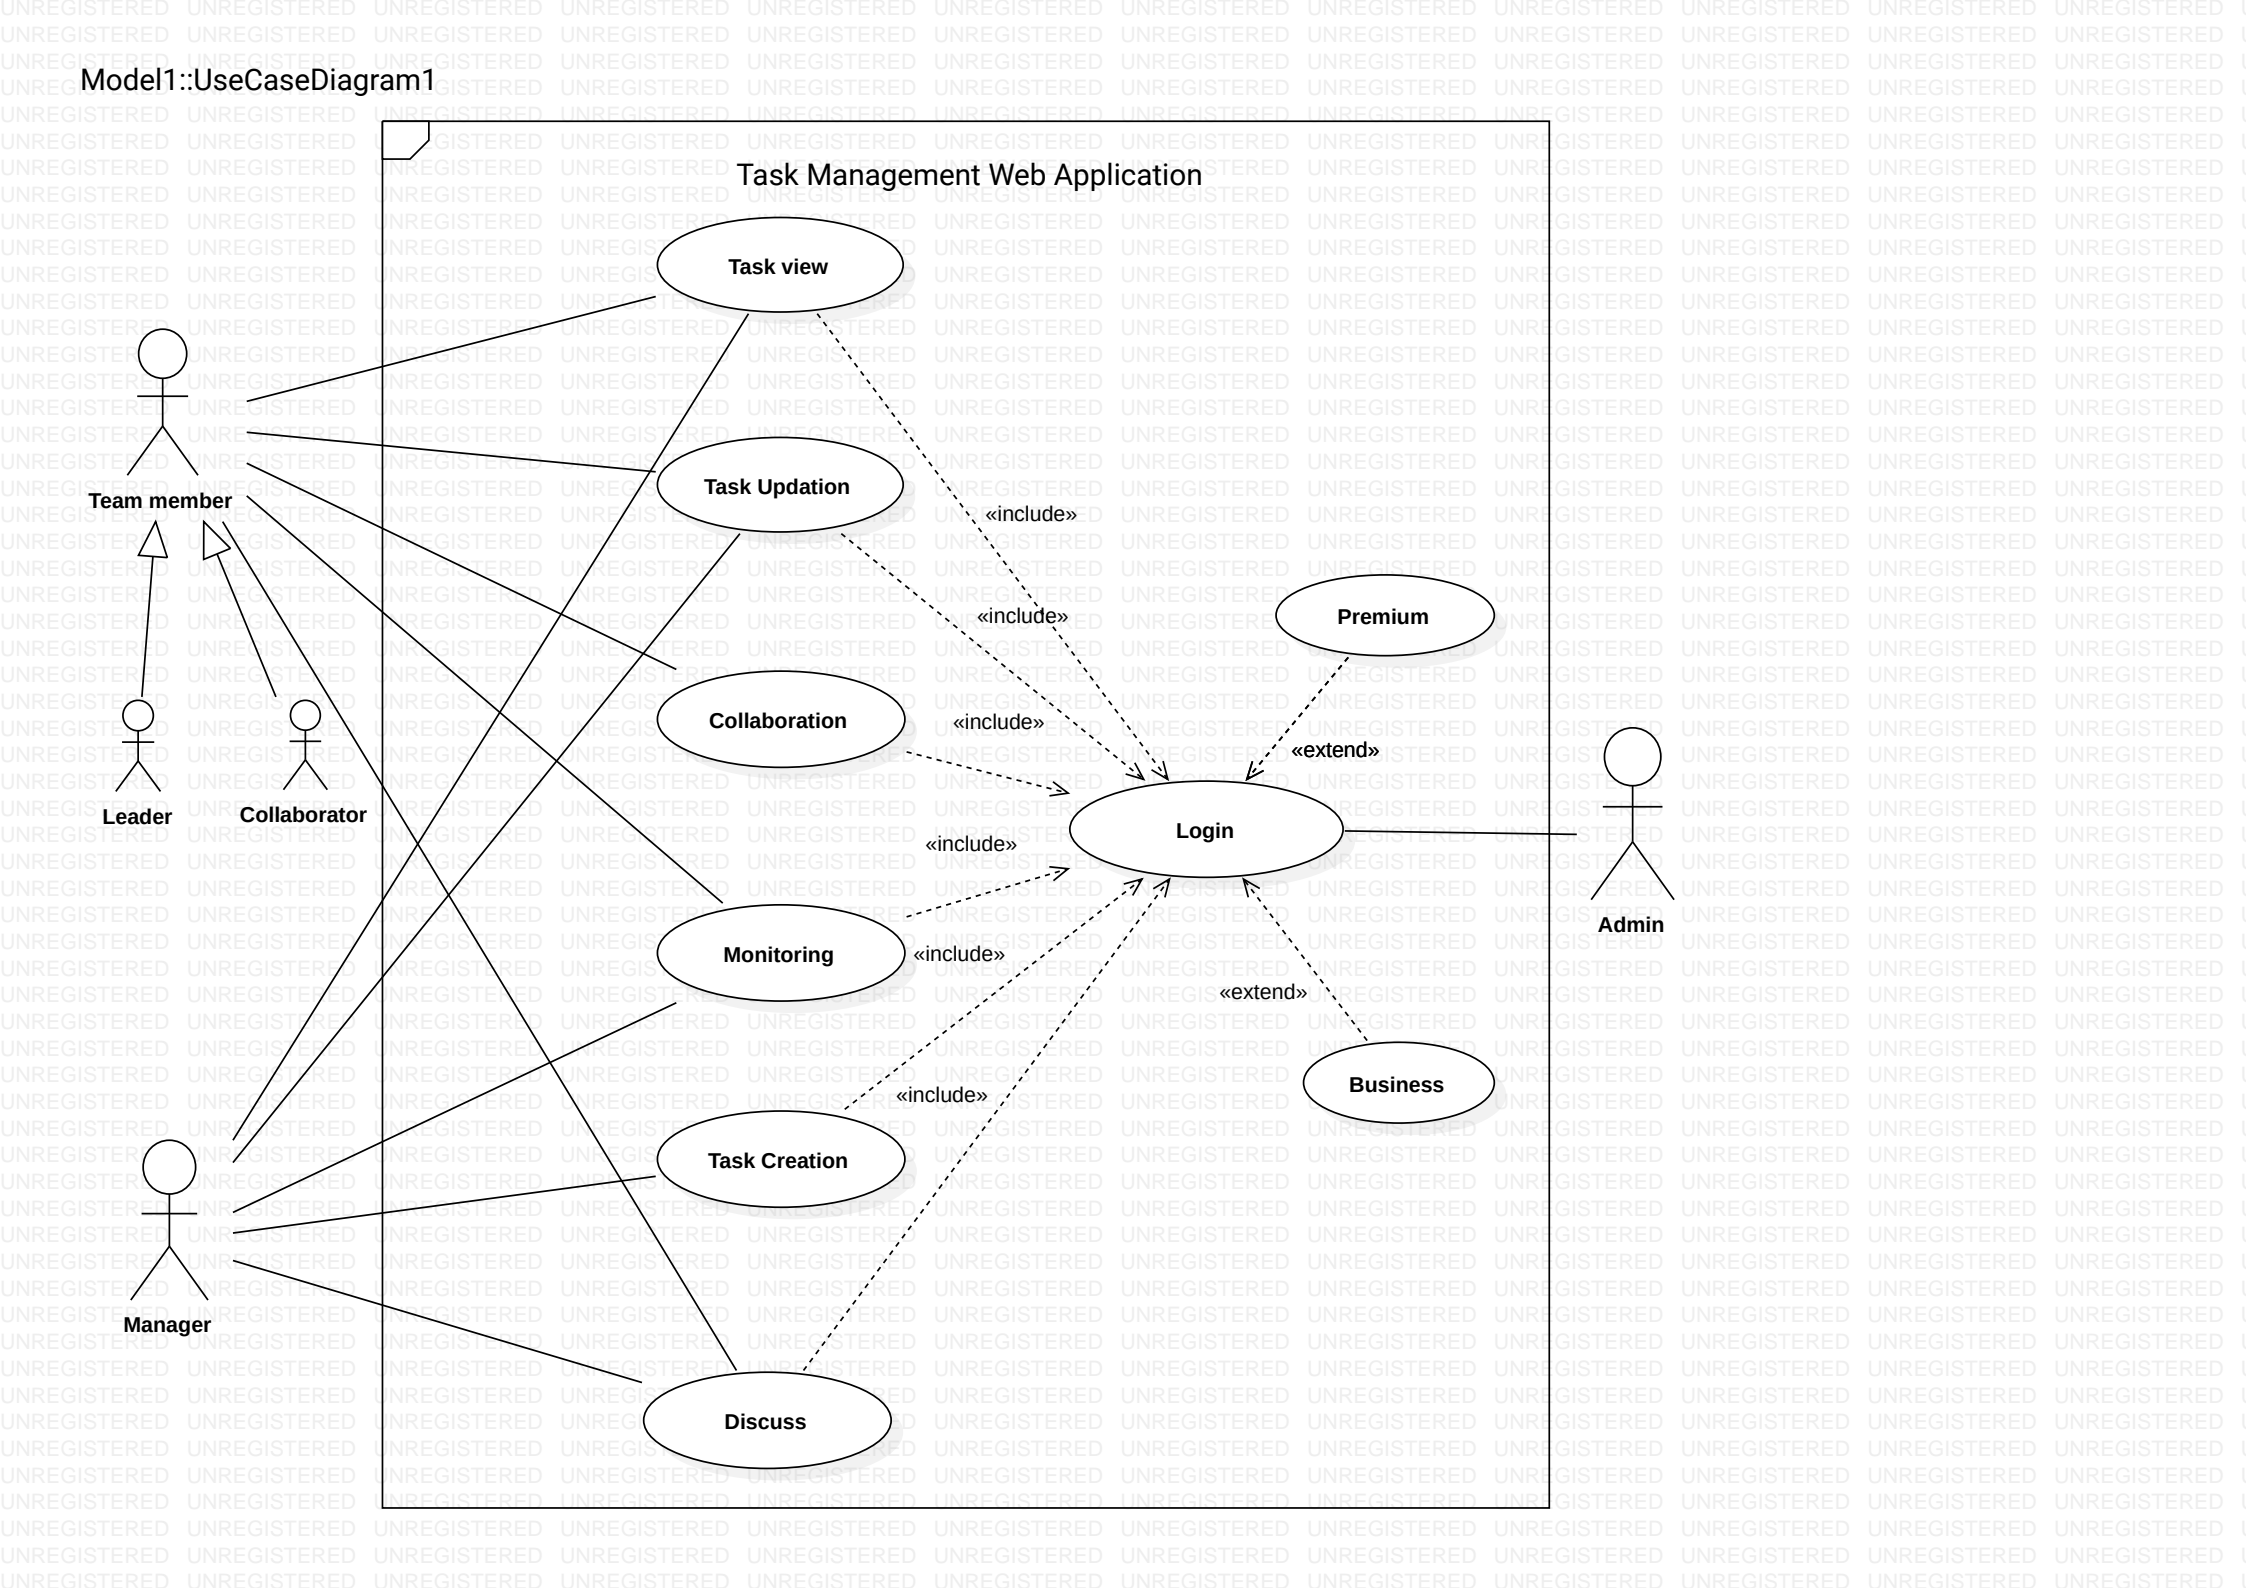 Model1::UseCaseDiagram1
Task Management Web Application
Task view
Team member
Task Updation
«include»
«include»
Premium
Collaboration
«include»
«extend»
Leader
Collaborator
Login
«include»
Admin
Monitoring
«include»
«extend»
Business
«include»
Task Creation
Manager
Discuss
UNREGISTERED